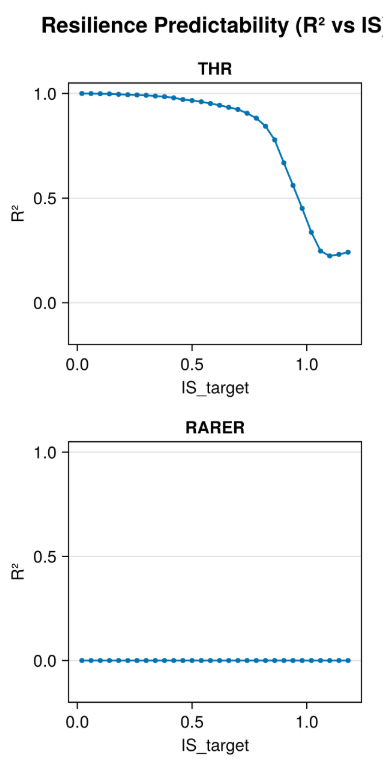 Resilience Predictability (R² vs IS)
THR
1.0
0.5
0.0
R²
0.0 0.5 1.0
IS_target
RARER
1.0
0.5
0.0
R²
0.0 0.5 1.0
IS_target